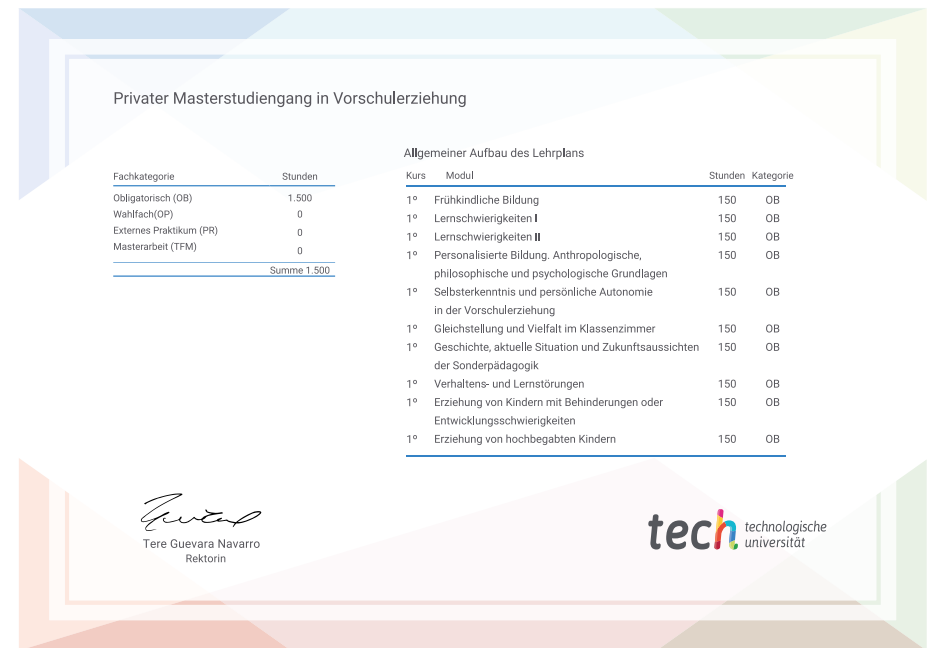 Privater Masterstudiengang in Vorschulerziehung
Fachkategorie Stunden
Obligatorisch (OB) 1.500
Wahlfach(OP) 0
Externes Praktikum (PR) 0
Masterarbeit (TFM) 0
Summe 1.500
Allgemeiner Aufbau des Lehrplans
Kurs Modul Stunden Kategorie
1º Frühkindliche Bildung 150 OB
1º Lernschwierigkeiten I 150 OB
1º Lernschwierigkeiten II 150 OB
1º Personalisierte Bildung. Anthropologische, 150 OB
philosophische und psychologische Grundlagen
1º Selbsterkenntnis und persönliche Autonomie 150 OB
in der Vorschulerziehung
1º Gleichstellung und Vielfalt im Klassenzimmer 150 OB
1º Geschichte, aktuelle Situation und Zukunftsaussichten 150 OB
der Sonderpädagogik
1º Verhaltens- und Lernstörungen 150 OB
1º Erziehung von Kindern mit Behinderungen oder 150 OB
Entwicklungsschwierigkeiten
1º Erziehung von hochbegabten Kindern 150 OB
Tere Guevara Navarro
Rektorin
tech technologische
universität